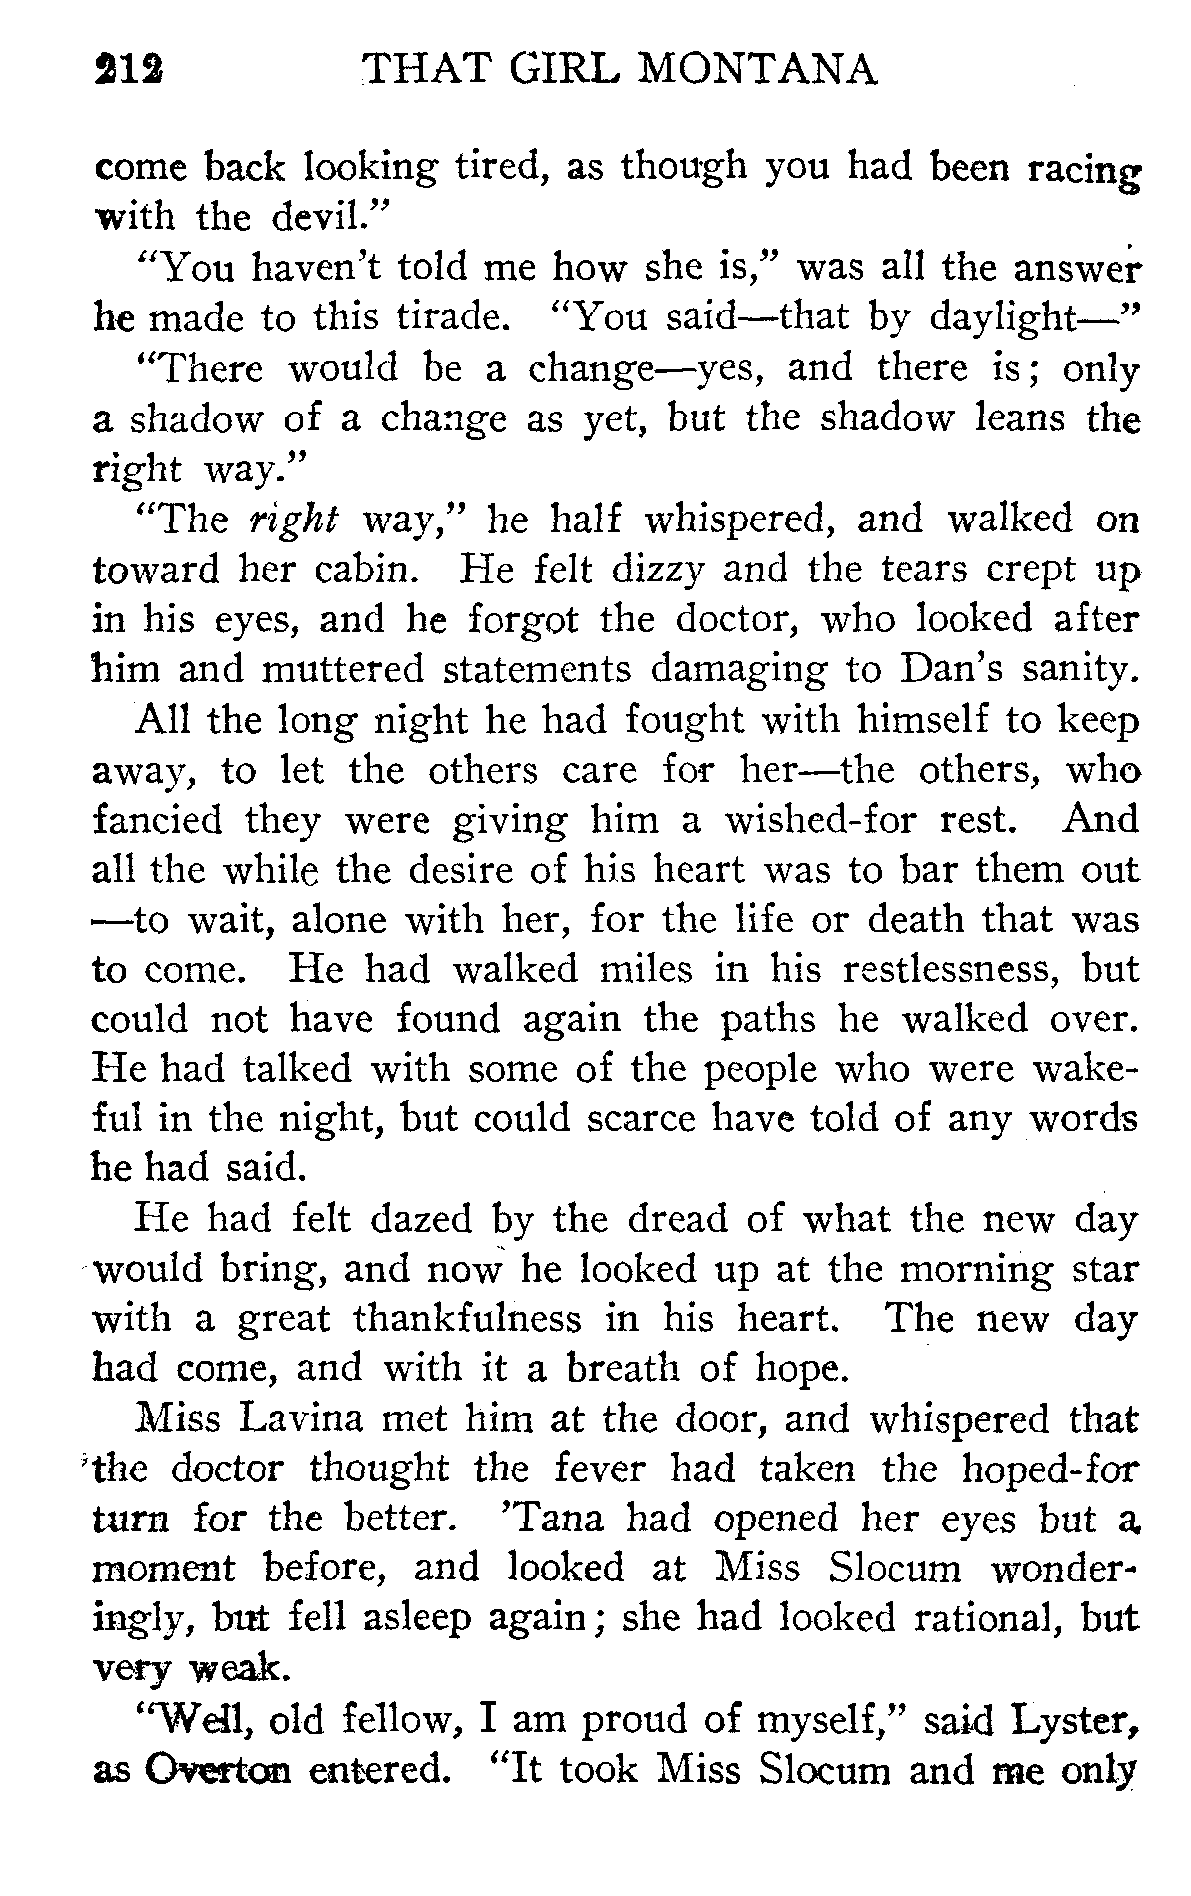 212 THAT GIRL MONTANA
come back looking tired, as though you had been racing
with the devil.”
“You haven’t told me how she is,” was all the answer
he made to this tirade. “You said—that by daylight—”
“There would be a change—yes, and there is; only
a shadow of a change as yet, but the shadow leans the
right way.”
“The right way,” he half whispered, and walked on
toward her cabin. He felt dizzy and the tears crept up
in his eyes, and he forgot the doctor, who looked after
him and muttered statements damaging to Dan’s sanity.
All the long night he had fought with himself to keep
away, to let the others care for her—the others, who
fancied they were giving him a wished-for rest. And
all the while the desire of his heart was to bar them out
—to wait, alone with her, for the life or death that was
to come. He had walked miles in his restlessness, but
could not have found again the paths he walked over.
He had talked with some of the people who were wake-
ful in the night, but could scarce have told of any words
he had said.
He had felt dazed by the dread of what the new day
would bring, and now he looked up at the morning star
with a great thankfulness in his heart. The new day
had come, and with it a breath of hope.
Miss Lavina met him at the door, and whispered that
the doctor thought the fever had taken the hoped-for
turn for the better. ’Tana had opened her eyes but a
moment before, and looked at Miss Slocum wonder-
ingly, but fell asleep again; she had looked rational, but
very weak.
“Well, old fellow, I am proud of myself,” said Lyster,
as Overton entered. “It took Miss Slocum and me only